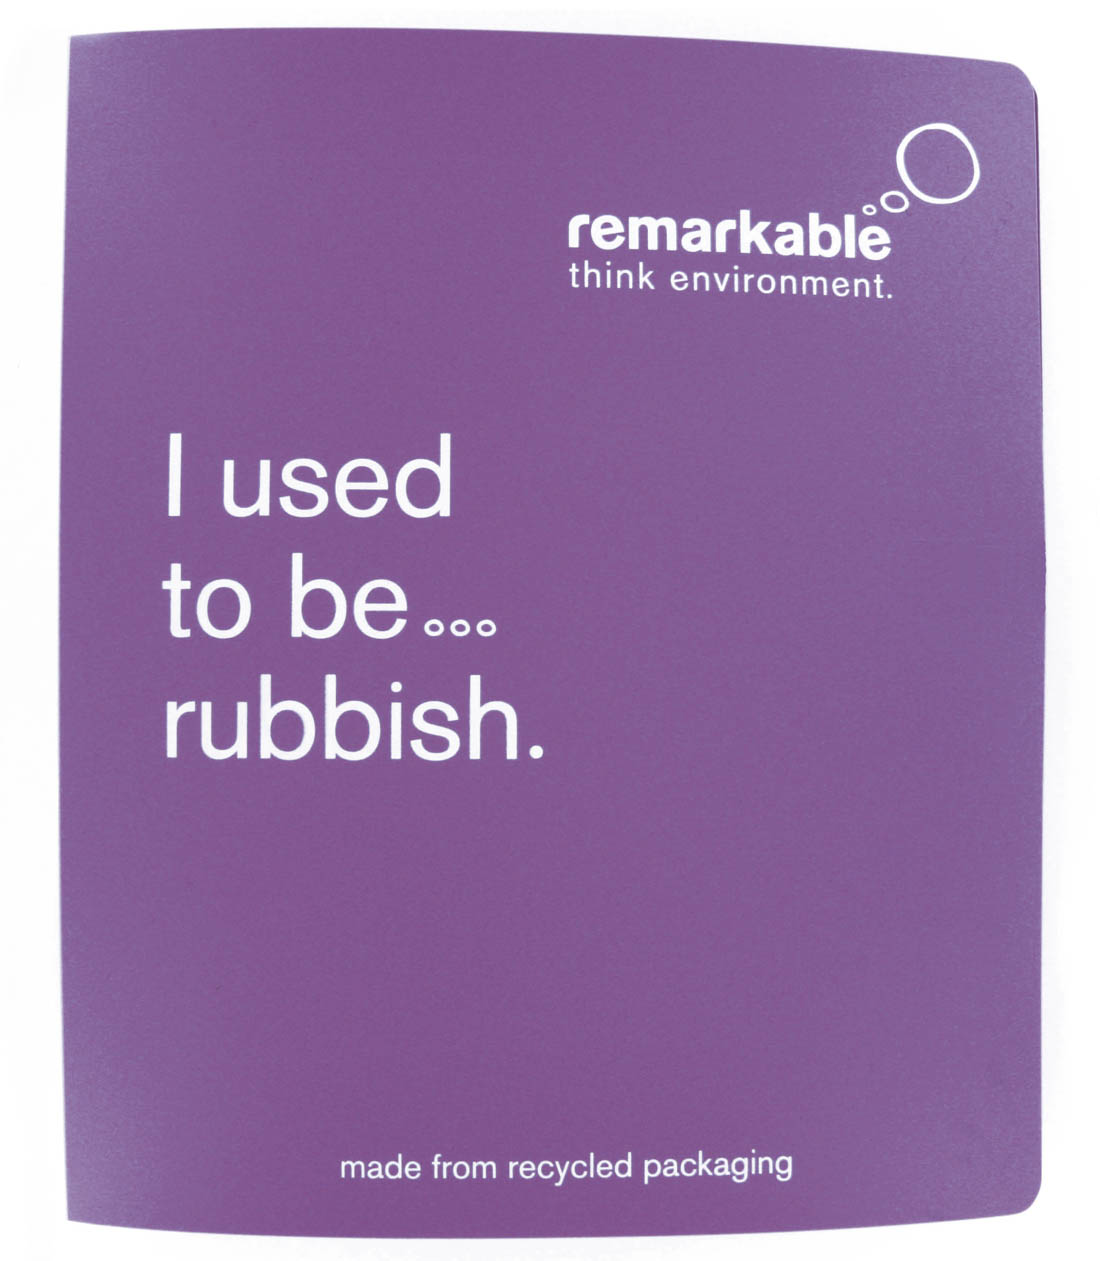 remarkable
think environment.
I used
to be...
rubbish.
made from recycled packaging